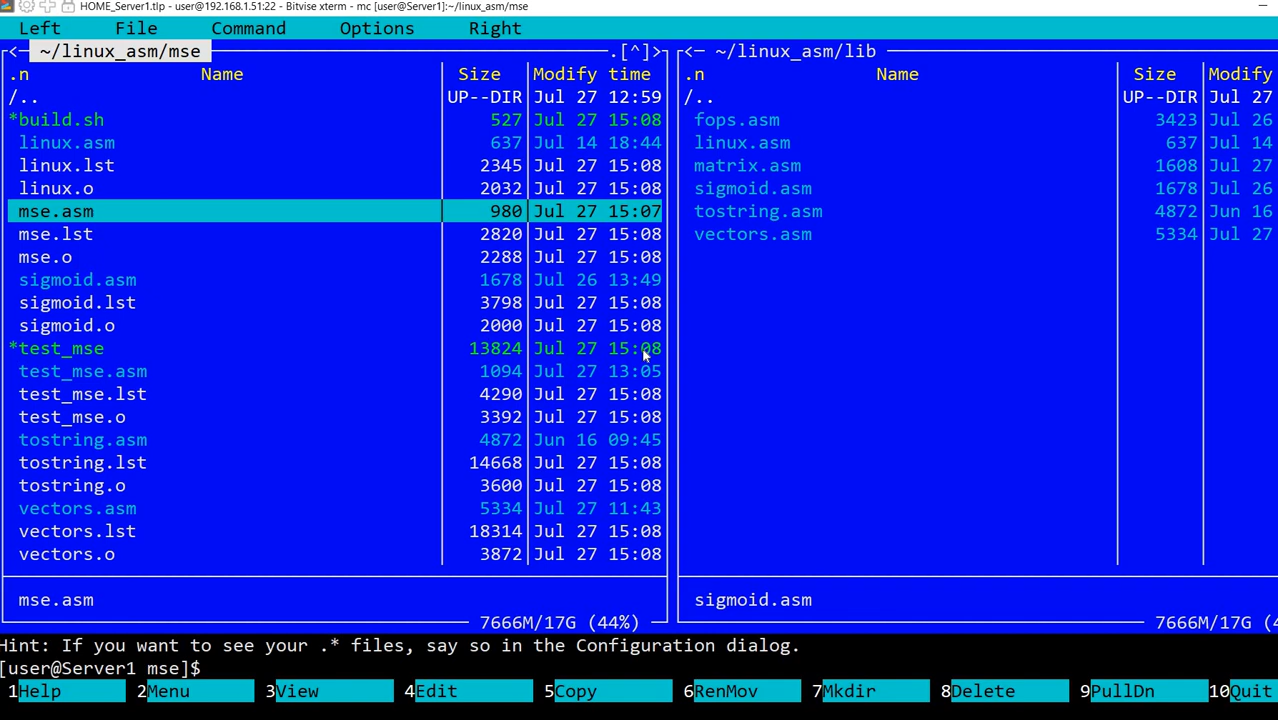 HOME_Server1.tlp - user@192.168.1.51:22 - Bitvise xterm - mc [user@Server1]:~/linux_asm/mse
Left File Command Options Right
<─ ~/linux_asm/mse .[^]> <─ ~/linux_asm/lib
.n Name Size Modify time .n Name Size Modify
/.. UP--DIR Jul 27 12:59 /.. UP--DIR Jul 27
*build.sh 527 Jul 27 15:08 fops.asm 3423 Jul 26
linux.asm 637 Jul 14 18:44 linux.asm 637 Jul 14
linux.lst 2345 Jul 27 15:08 matrix.asm 1608 Jul 27
linux.o 2032 Jul 27 15:08 sigmoid.asm 1678 Jul 26
mse.asm 980 Jul 27 15:07 tostring.asm 4872 Jun 16
mse.lst 2820 Jul 27 15:08 vectors.asm 5334 Jul 27
mse.o 2288 Jul 27 15:08
sigmoid.asm 1678 Jul 26 13:49
sigmoid.lst 3798 Jul 27 15:08
sigmoid.o 2000 Jul 27 15:08
*test_mse 13824 Jul 27 15:08
test_mse.asm 1094 Jul 27 13:05
test_mse.lst 4290 Jul 27 15:08
test_mse.o 3392 Jul 27 15:08
tostring.asm 4872 Jun 16 09:45
tostring.lst 14668 Jul 27 15:08
tostring.o 3600 Jul 27 15:08
vectors.asm 5334 Jul 27 11:43
vectors.lst 18314 Jul 27 15:08
vectors.o 3872 Jul 27 15:08
mse.asm sigmoid.asm
7666M/17G (44%) 7666M/17G
Hint: If you want to see your .* files, say so in the Configuration dialog.
[user@Server1 mse]$
1Help 2Menu 3View 4Edit 5Copy 6RenMov 7Mkdir 8Delete 9PullDn 10Quit